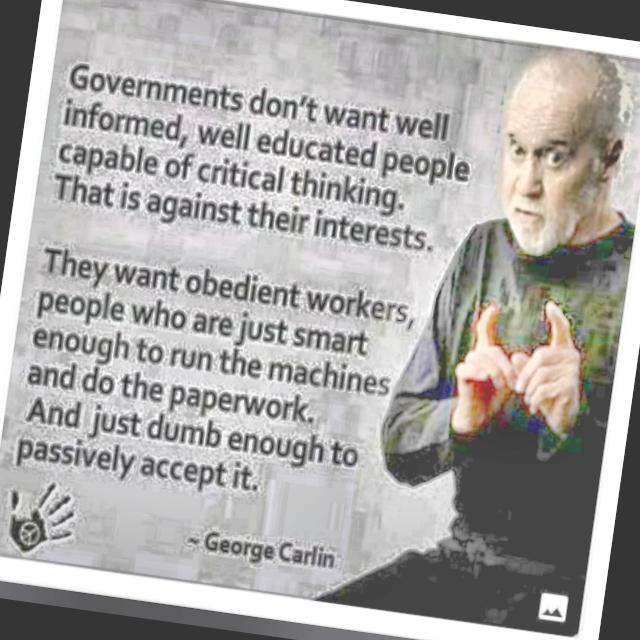 Governments don't want well
informed, well educated people
capable of critical thinking.
That is against their interests.
They want obedient workers,
people who are just smart
enough to run the machines
and do the paperwork.
And just dumb enough to
passively accept it.
~ George Carlin